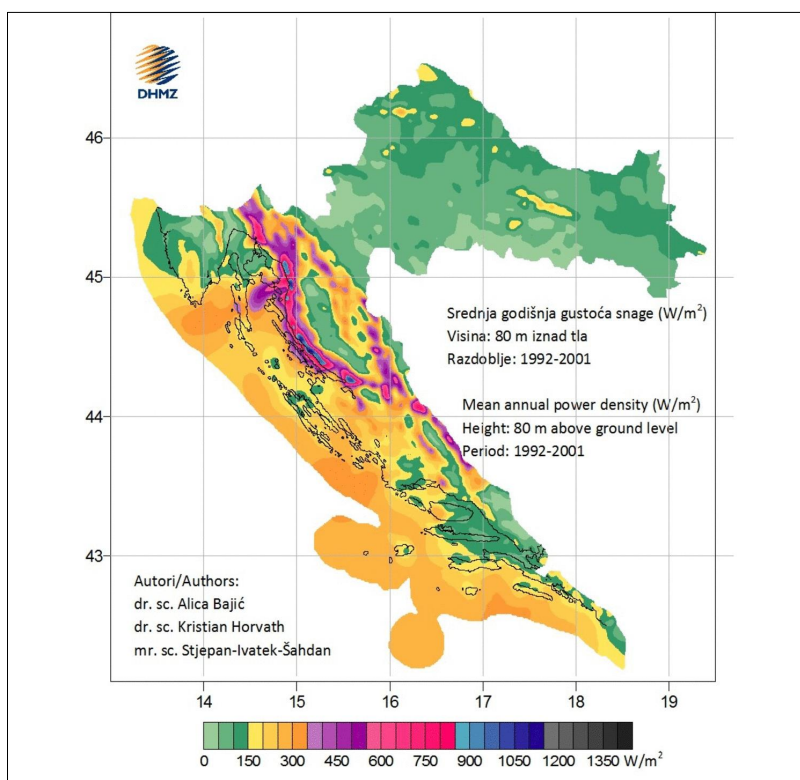 DHMZ
46
45
44
43
42
41
Srednja godišnja gustoća snage (W/m²)
Visina: 80 m iznad tla
Razdoblje: 1992-2001
Mean annual power density (W/m²)
Height: 80 m above ground level
Period: 1992-2001
Autori/Authors:
dr. sc. Alica Bajić
dr. sc. Kristian Horvath
mr. sc. Stjepan-Ivatek-Šahdan
14 15 16 17 18 19
0 150 300 450 600 750 900 1050 1200 1350 W/m²